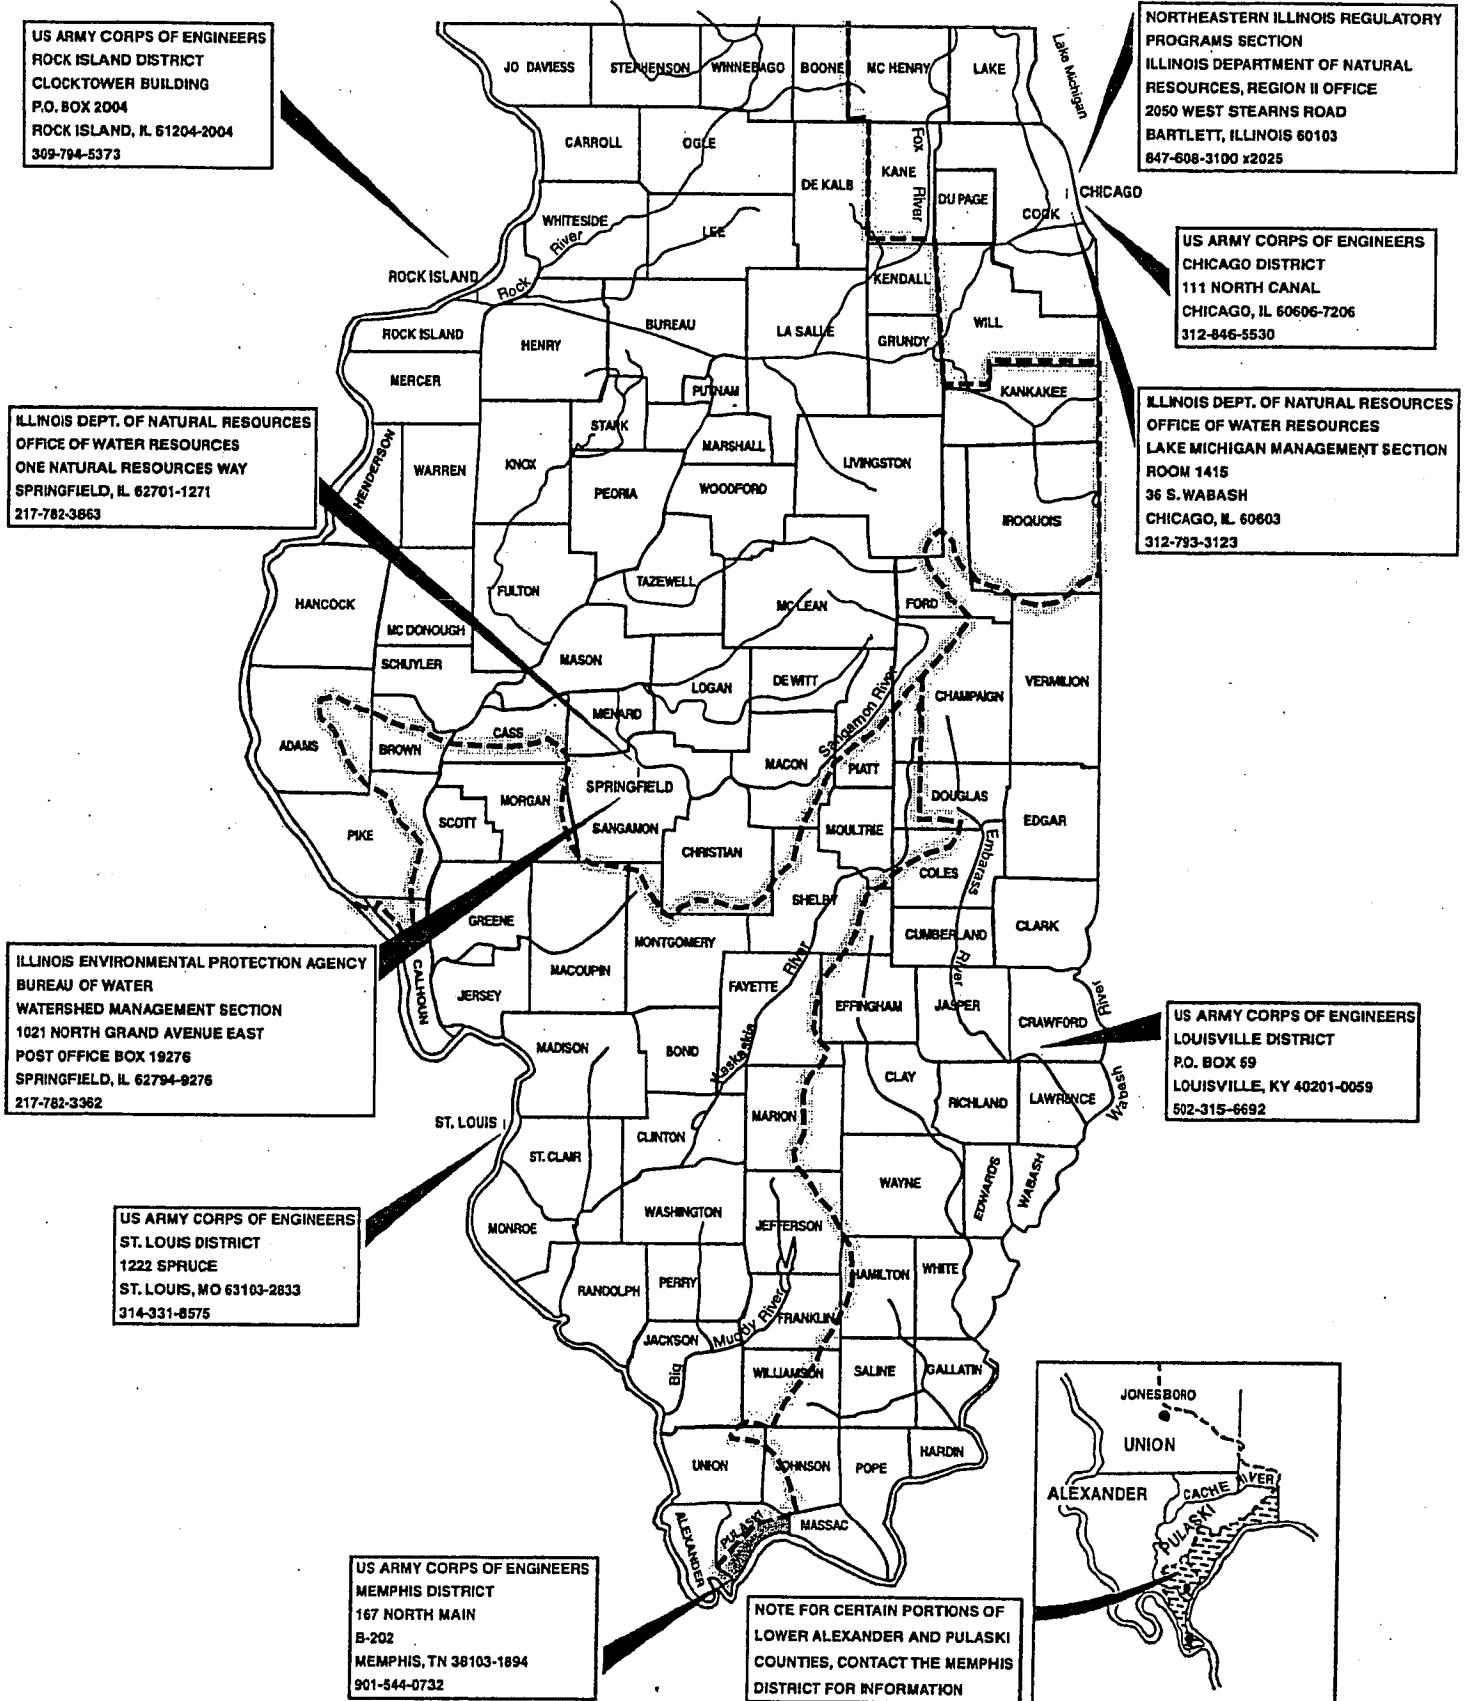 US ARMY CORPS OF ENGINEERS
ROCK ISLAND DISTRICT
CLOCKTOWER BUILDING
P.O. BOX 2004
ROCK ISLAND, IL 61204-2004
309-794-5373
NORTHEASTERN ILLINOIS REGULATORY
PROGRAMS SECTION
ILLINOIS DEPARTMENT OF NATURAL
RESOURCES, REGION II OFFICE
2050 WEST STEARNS ROAD
BARTLETT, ILLINOIS 60103
847-608-3100 x2025
US ARMY CORPS OF ENGINEERS
CHICAGO DISTRICT
111 NORTH CANAL
CHICAGO, IL 60606-7206
312-846-5530
ILLINOIS DEPT. OF NATURAL RESOURCES
OFFICE OF WATER RESOURCES
ONE NATURAL RESOURCES WAY
SPRINGFIELD, IL 62701-1271
217-782-3863
ILLINOIS DEPT. OF NATURAL RESOURCES
OFFICE OF WATER RESOURCES
LAKE MICHIGAN MANAGEMENT SECTION
ROOM 1415
36 S. WABASH
CHICAGO, IL 60603
312-793-3123
ILLINOIS ENVIRONMENTAL PROTECTION AGENCY
BUREAU OF WATER
WATERSHED MANAGEMENT SECTION
1021 NORTH GRAND AVENUE EAST
POST OFFICE BOX 19276
SPRINGFIELD, IL 62794-9276
217-782-3362
US ARMY CORPS OF ENGINEERS
LOUISVILLE DISTRICT
P.O. BOX 59
LOUISVILLE, KY 40201-0059
502-315-6692
US ARMY CORPS OF ENGINEERS
ST. LOUIS DISTRICT
1222 SPRUCE
ST. LOUIS, MO 63103-2833
314-331-8575
US ARMY CORPS OF ENGINEERS
MEMPHIS DISTRICT
167 NORTH MAIN
B-202
MEMPHIS, TN 38103-1894
901-544-0732
NOTE FOR CERTAIN PORTIONS OF
LOWER ALEXANDER AND PULASKI
COUNTIES, CONTACT THE MEMPHIS
DISTRICT FOR INFORMATION
JO DAVIESS
STEPHENSON
WINNEBAGO
BOONE
MC HENRY
LAKE
Lake Michigan
CARROLL
OGLE
DE KALB
KANE
Fox
River
DU PAGE
COOK
CHICAGO
WHITESIDE
River
Rock
LEE
ROCK ISLAND
KENDALL
ROCK ISLAND
HENRY
BUREAU
LA SALLE
GRUNDY
WILL
MERCER
PUTNAM
KANKAKEE
HENDERSON
WARREN
KNOX
STARK
MARSHALL
LIVINGSTON
PEORIA
WOODFORD
IROQUOIS
HANCOCK
MC DONOUGH
FULTON
TAZEWELL
MC LEAN
FORD
SCHUYLER
MASON
LOGAN
DE WITT
CHAMPAIGN
VERMILION
ADAMS
BROWN
CASS
MENARD
Sangamon River
MACON
PIATT
PIKE
SCOTT
MORGAN
SPRINGFIELD
SANGAMON
CHRISTIAN
MOULTRIE
DOUGLAS
EDGAR
COLES
Embarass
River
SHELBY
CUMBERLAND
CLARK
GREENE
MACOUPIN
MONTGOMERY
CALHOUN
JERSEY
FAYETTE
Kaskaskia
River
EFFINGHAM
JASPER
CRAWFORD
River
Wabash
MADISON
BOND
CLAY
RICHLAND
LAWRENCE
ST. LOUIS
ST. CLAIR
CLINTON
MARION
WAYNE
EDWARDS
WABASH
MONROE
WASHINGTON
JEFFERSON
RANDOLPH
PERRY
HAMILTON
WHITE
JACKSON
Big
Muddy River
FRANKLIN
WILLIAMSON
SALINE
GALLATIN
UNION
JOHNSON
POPE
HARDIN
ALEXANDER
PULASKI
MASSAC
JONESBORO
UNION
ALEXANDER
CACHE
RIVER
PULASKI